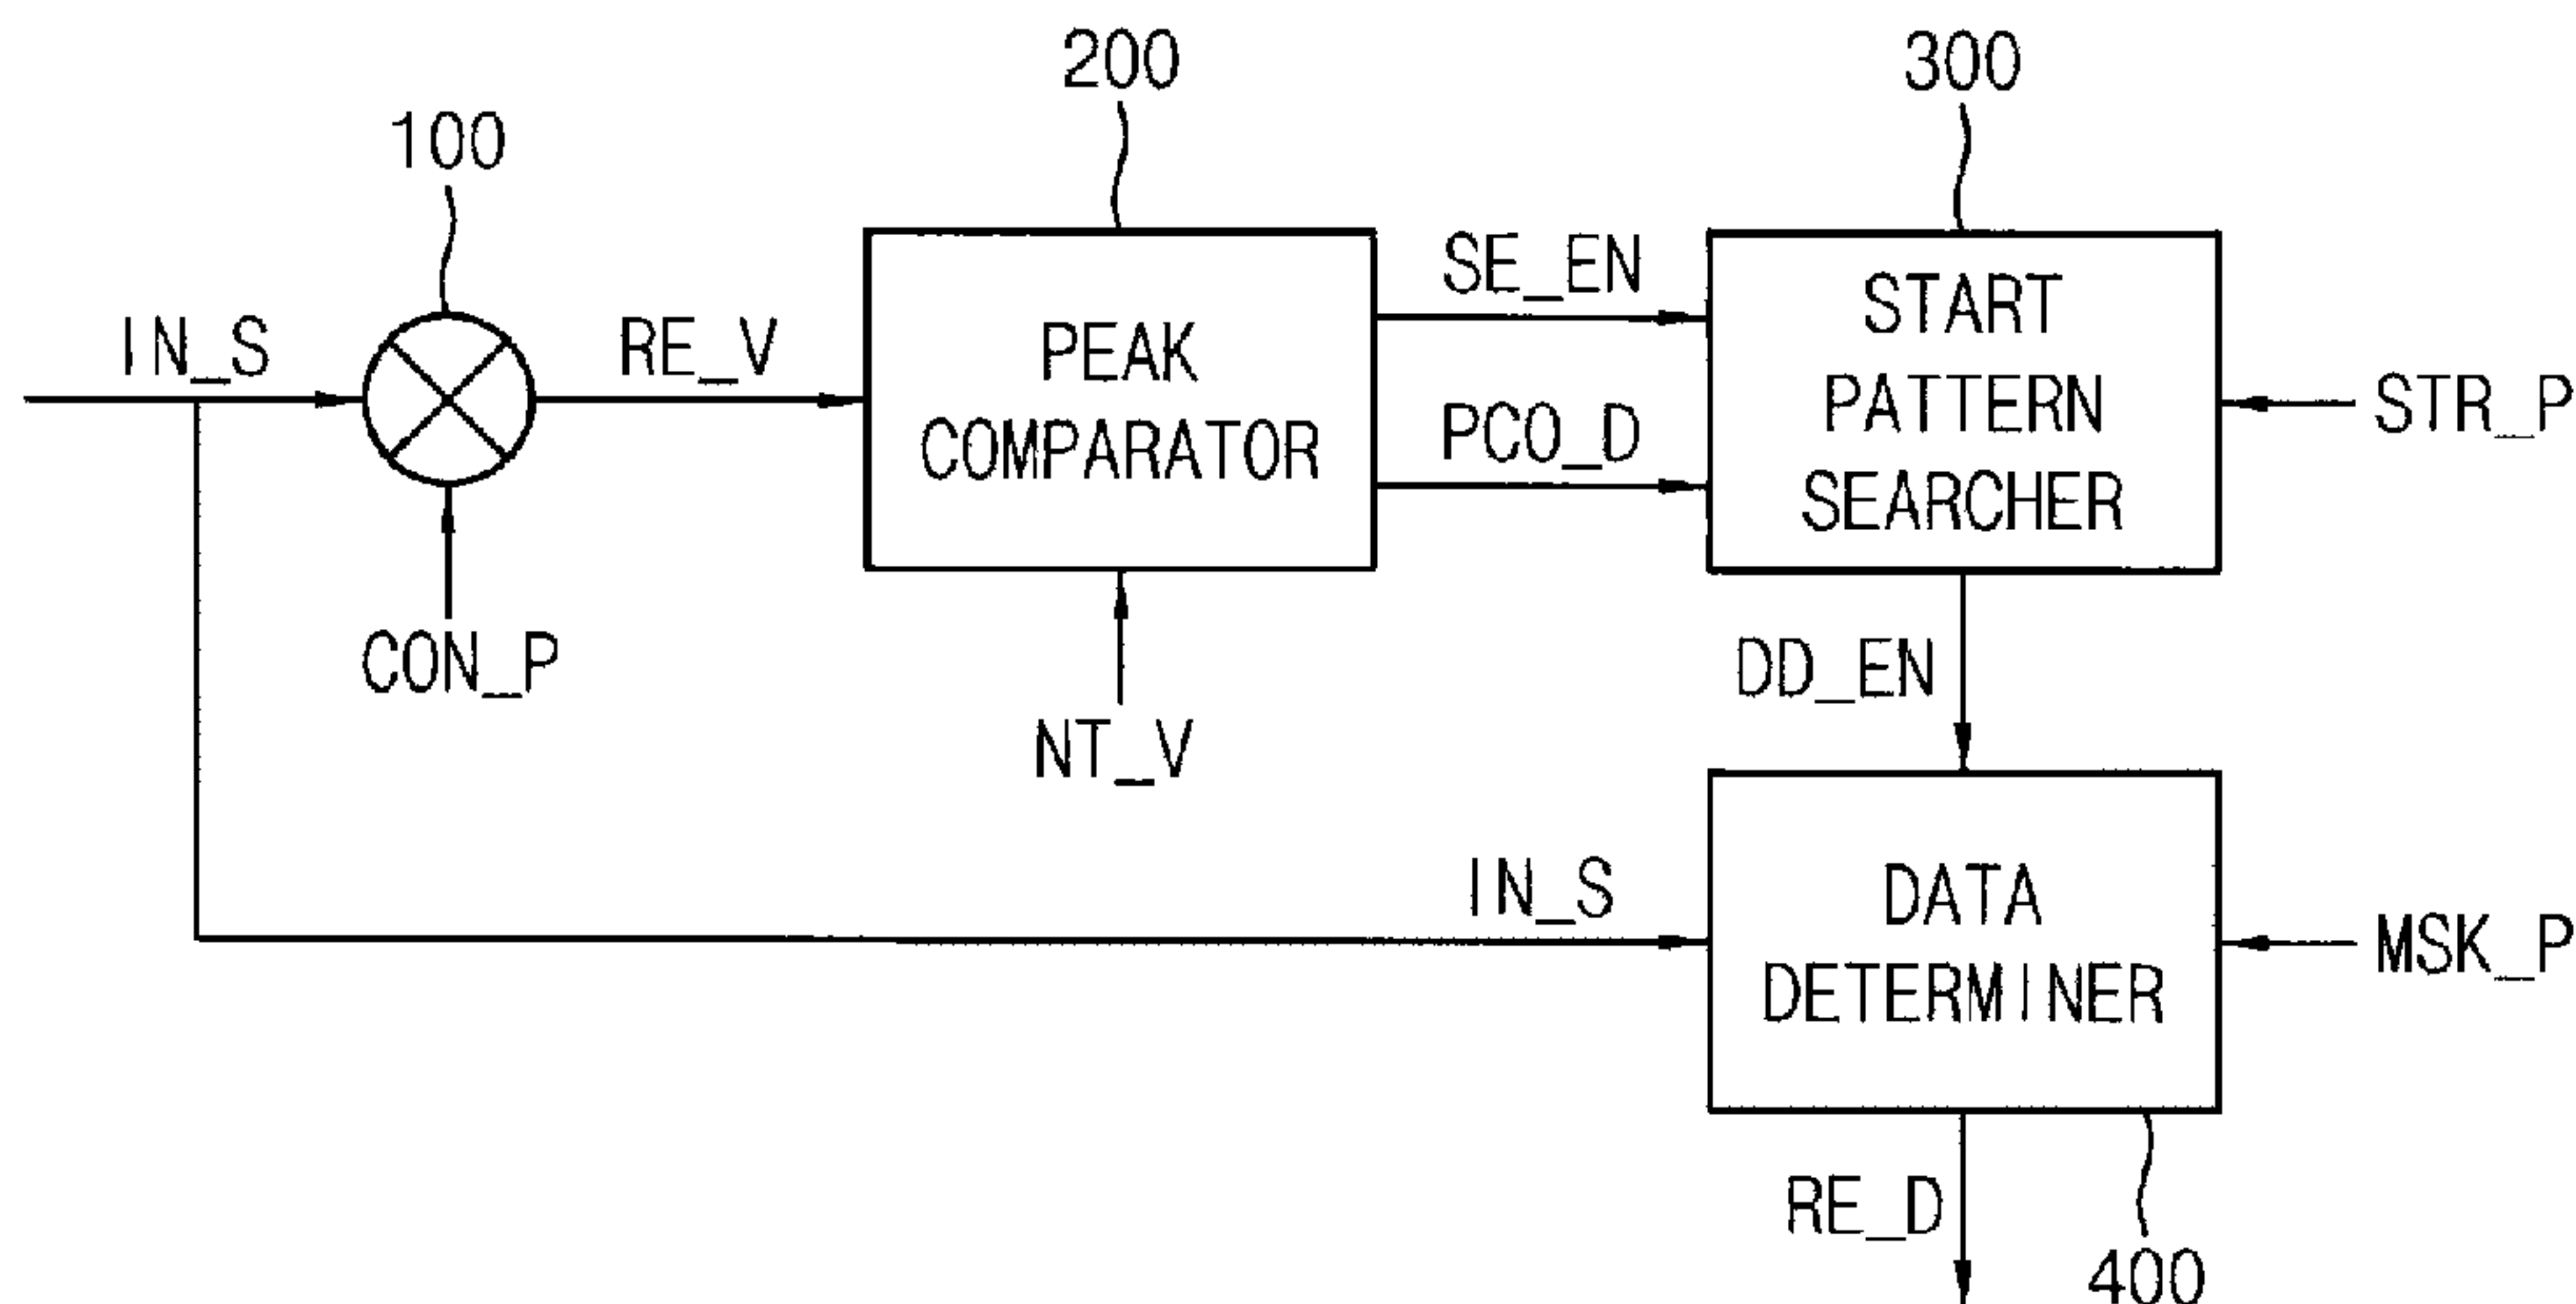 200
300
100
SE_EN
START
PATTERN
SEARCHER
IN_S
RE_V
PEAK
COMPARATOR
PCO_D
STR_P
CON_P
DD_EN
NT_V
IN_S
DATA
DETERMINER
MSK_P
RE_D
400